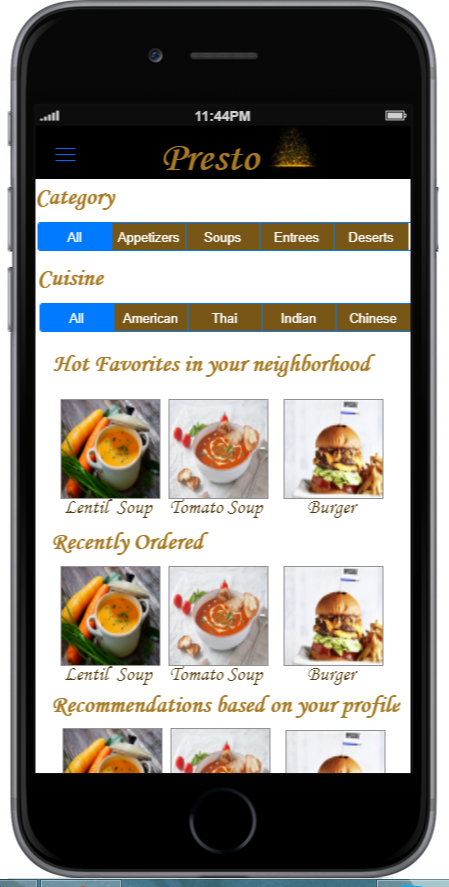 11:44PM
Presto
Category
All Appetizers Soups Entrees Deserts
Cuisine
All American Thai Indian Chinese
Hot Favorites in your neighborhood
Lentil Soup Tomato Soup Burger
Recently Ordered
Lentil Soup Tomato Soup Burger
Recommendations based on your profile